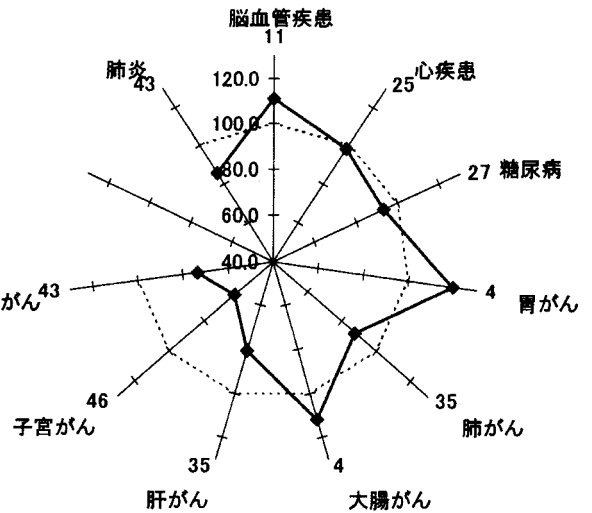 脳血管疾患
11
肺炎
43
120.0
25
心疾患
100.0
80.0
27
糖尿病
60.0
40.0
がん
43
4
胃がん
46
35
子宮がん
肺がん
35
4
肝がん
大腸がん